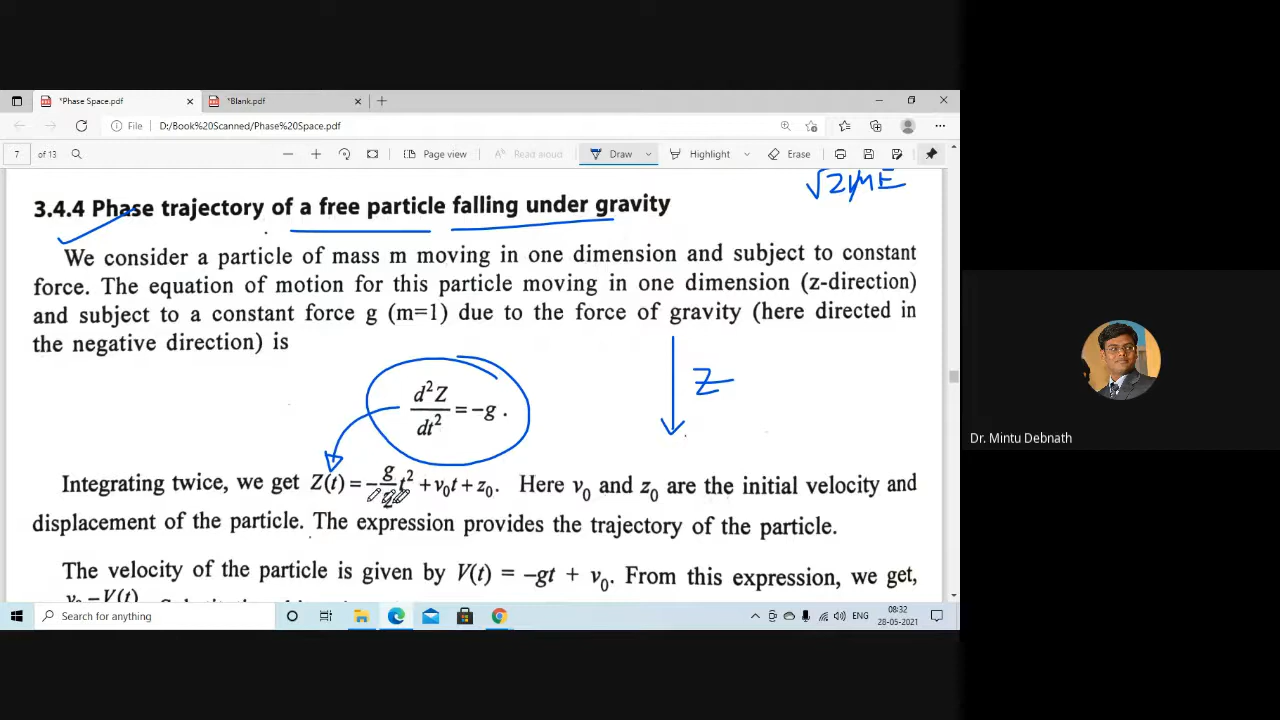 *Phase Space.pdf
*Blank.pdf
File
D:/Book%20Scanned/Phase%20Space.pdf
7 of 13
Page view
Read aloud
Draw
Highlight
Erase
√2mE
3.4.4 Phase trajectory of a free particle falling under gravity
We consider a particle of mass m moving in one dimension and subject to constant
force. The equation of motion for this particle moving in one dimension (z-direction)
and subject to a constant force g (m=1) due to the force of gravity (here directed in
the negative direction) is
d²Z/dt² = –g .
Z
Integrating twice, we get Z(t) = –g/2 t² + v₀t + z₀. Here v₀ and z₀ are the initial velocity and
displacement of the particle. The expression provides the trajectory of the particle.
The velocity of the particle is given by V(t) = –gt + v₀. From this expression, we get,
v₀ – V(t)
Dr. Mintu Debnath
Search for anything
ENG
08:32
28-05-2021